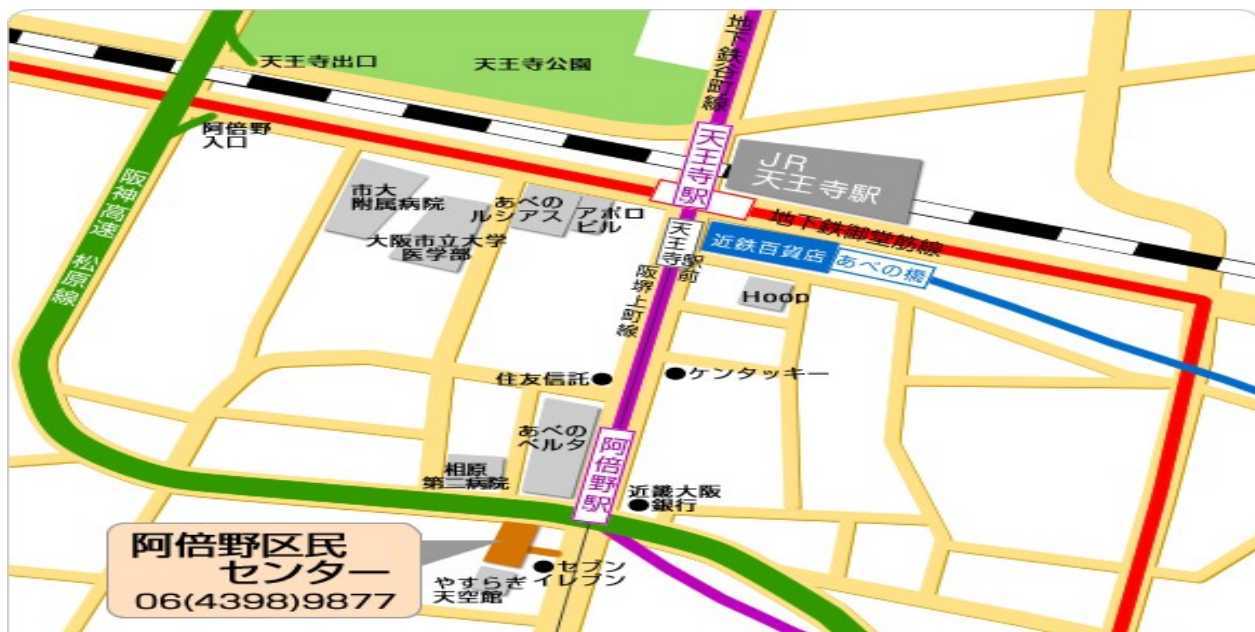 地下鉄谷町線
天王寺出口
天王寺公園
阿倍野
入口
天王寺駅
JR
天王寺駅
阪神高速 松原線
市大
附属病院
あべの
ルシアス
アポロ
ビル
大阪市立大学
医学部
地下鉄御堂筋線
天王寺駅前
近鉄百貨店
あべの橋
阪堺上町線
Hoop
住友信託
ケンタッキー
あべの
ベルタ
阿倍野駅
相原
第二病院
近畿大阪
銀行
阿倍野区民
センター
06(4398)9877
セブン
イレブン
やすらぎ
天空館